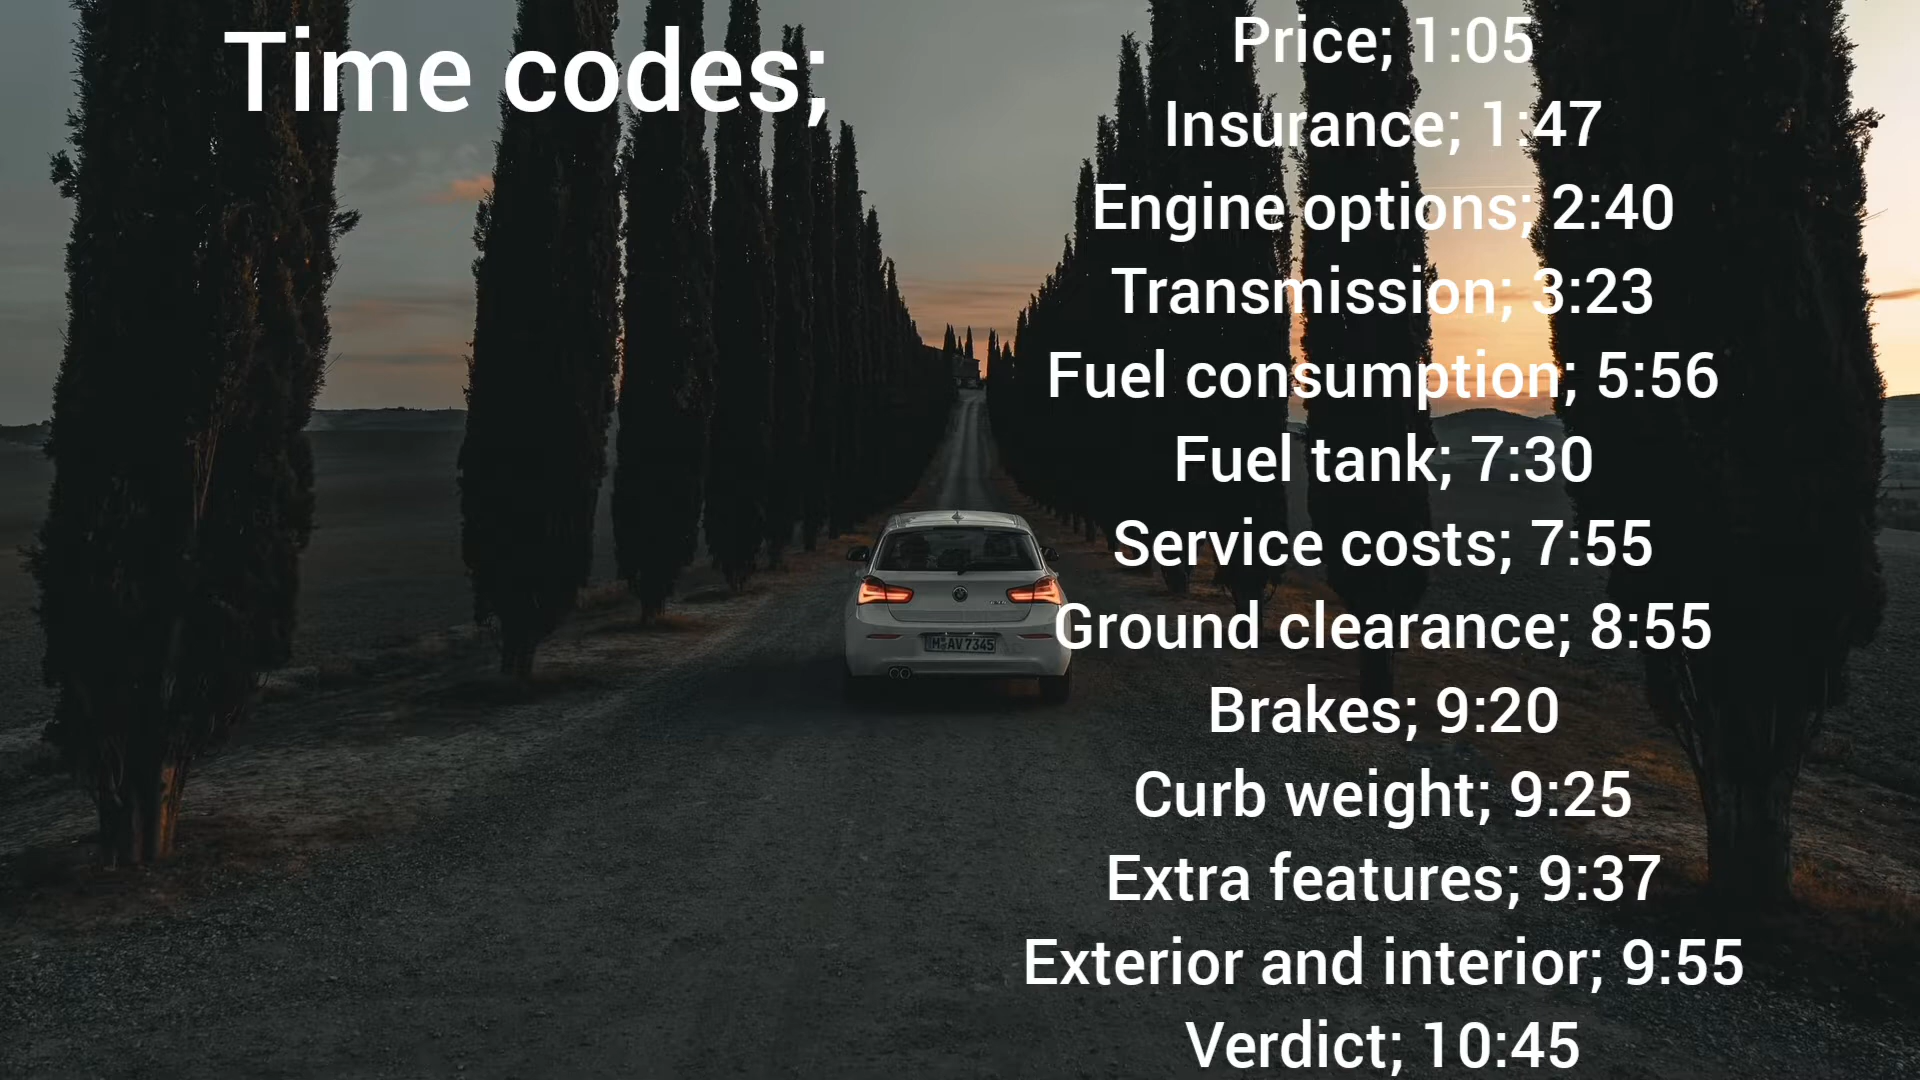 Time codes;
Price; 1:05
Insurance; 1:47
Engine options; 2:40
Transmission; 3:23
Fuel consumption; 5:56
Fuel tank; 7:30
Service costs; 7:55
Ground clearance; 8:55
Brakes; 9:20
Curb weight; 9:25
Extra features; 9:37
Exterior and interior; 9:55
Verdict; 10:45
M AV 7345